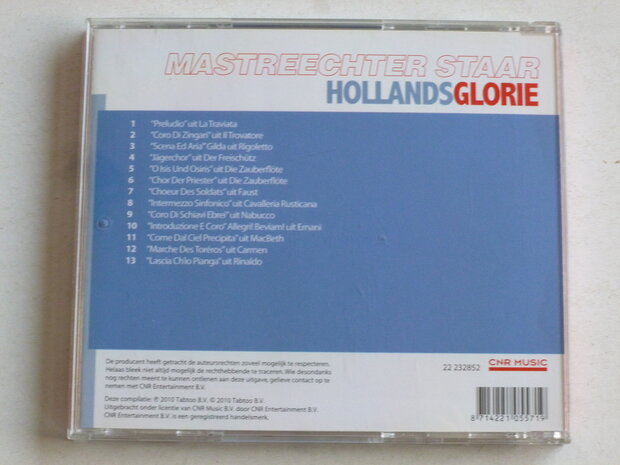 MASTREECHTER STAAR
HOLLANDSGLORIE
1 "Preludio" uit La Traviata
2 "Coro Di Zingari" uit Il Trovatore
3 "Scena Ed Aria" Gilda uit Rigoletto
4 "Jägerchor" uit Der Freischütz
5 "O Isis Und Osiris" uit Die Zauberflöte
6 "Chor Der Priester" uit Die Zauberflöte
7 "Choeur Des Soldats" uit Faust
8 "Intermezzo Sinfonico" uit Cavalleria Rusticana
9 "Coro Di Schiavi Ebrei" uit Nabucco
10 "Introduzione E Coro" Allegri! Beviam! uit Ernani
11 "Come Dal Ciel Precipita" uit MacBeth
12 "Marche Des Toréros" uit Carmen
13 "Lascia Ch'Io Pianga" uit Rinaldo
De producent heeft getracht de auteursrechten zoveel mogelijk te respecteren.
Helaas bleek niet altijd mogelijk de rechthebbende te traceren. Wie desondanks
nog rechten meent te kunnen ontlenen aan deze uitgave, gelieve contact op te
nemen met CNR Entertainment B.V.
22 232852
CNR MUSIC
Deze compilatie: ℗ 2010 Tabtoo B.V. © 2010 Tabtoo B.V.
Uitgebracht onder licentie van CNR Music B.V. door CNR Entertainment B.V.
CNR Entertainment B.V. is een geregistreerd handelsmerk.
8 714221 055719